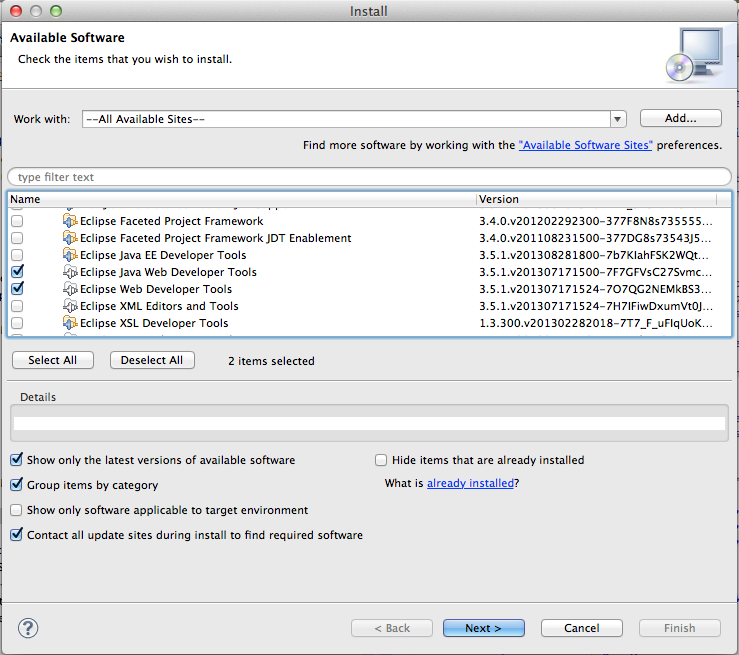 Install
Available Software
Check the items that you wish to install.
Work with: --All Available Sites-- Add...
Find more software by working with the "Available Software Sites" preferences.
type filter text
Name Version
Eclipse Faceted Project Framework 3.4.0.v201202292300-377F8N8s735555...
Eclipse Faceted Project Framework JDT Enablement 3.4.0.v201108231500-377DG8s73543J5...
Eclipse Java EE Developer Tools 3.5.1.v201308281800-7b7KIahFSK2WQt...
Eclipse Java Web Developer Tools 3.5.1.v201307171500-7F7GFVsC27Svmc...
Eclipse Web Developer Tools 3.5.1.v201307171524-7O7QG2NEMkBS3...
Eclipse XML Editors and Tools 3.5.1.v201307171524-7H7IFiwDxumVt0J...
Eclipse XSL Developer Tools 1.3.300.v201302282018-7T7_F_uFIqUoK...
Select All Deselect All 2 items selected
Details
Show only the latest versions of available software Hide items that are already installed
Group items by category What is already installed?
Show only software applicable to target environment
Contact all update sites during install to find required software
? < Back Next > Cancel Finish